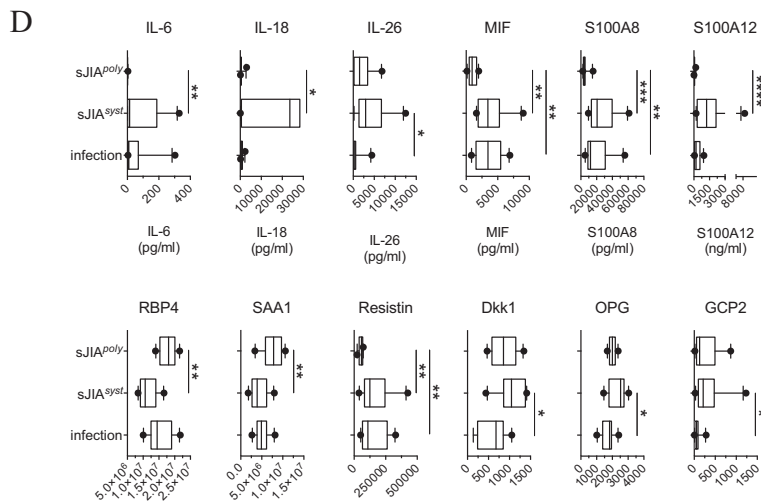 D
IL-6 IL-18 IL-26 MIF S100A8 S100A12
sJIApoly
sJIAsyst
infection
** * * ** ** *** ** ****
0 200 400 0 10000 30000 0 5000 10000 15000 0 5000 10000 0 20000 40000 60000 80000 0 1500 3000 8000
IL-6 IL-18 IL-26 MIF S100A8 S100A12
(pg/ml) (pg/ml) (pg/ml) (pg/ml) (pg/ml) (ng/ml)
RBP4 SAA1 Resistin Dkk1 OPG GCP2
sJIApoly
sJIAsyst
infection
** ** ** ** * * *
5.0×10⁶ 1.0×10⁷ 1.5×10⁷ 2.0×10⁷ 2.5×10⁷ 0.0 5.0×10⁶ 1.0×10⁷ 1.5×10⁷ 0 250000 500000 0 500 1000 1500 0 1000 2000 3000 4000 0 500 1000 1500